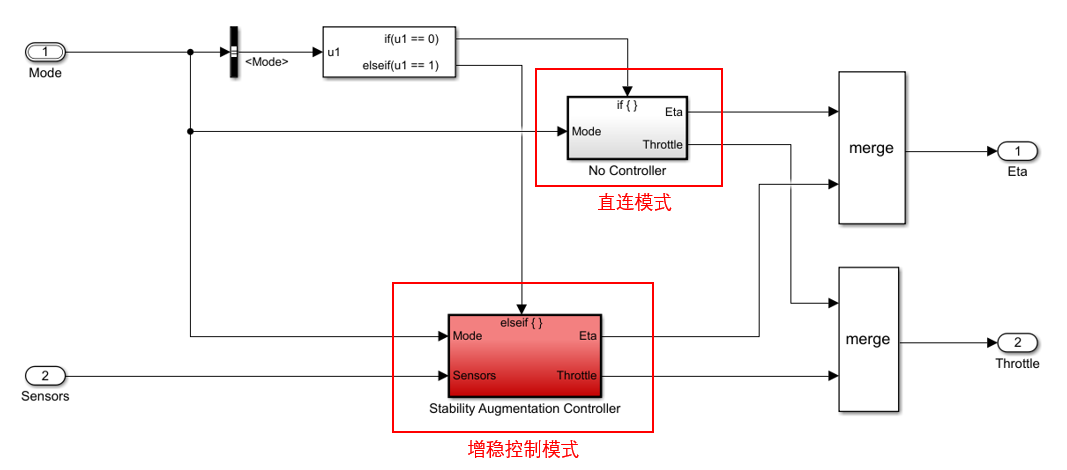 1
Mode
<Mode>
u1
if(u1 == 0)
elseif(u1 == 1)
if { }
Mode
Eta
Throttle
No Controller
直连模式
merge
1
Eta
elseif { }
Mode
Eta
Sensors
Throttle
Stability Augmentation Controller
增稳控制模式
2
Sensors
merge
2
Throttle